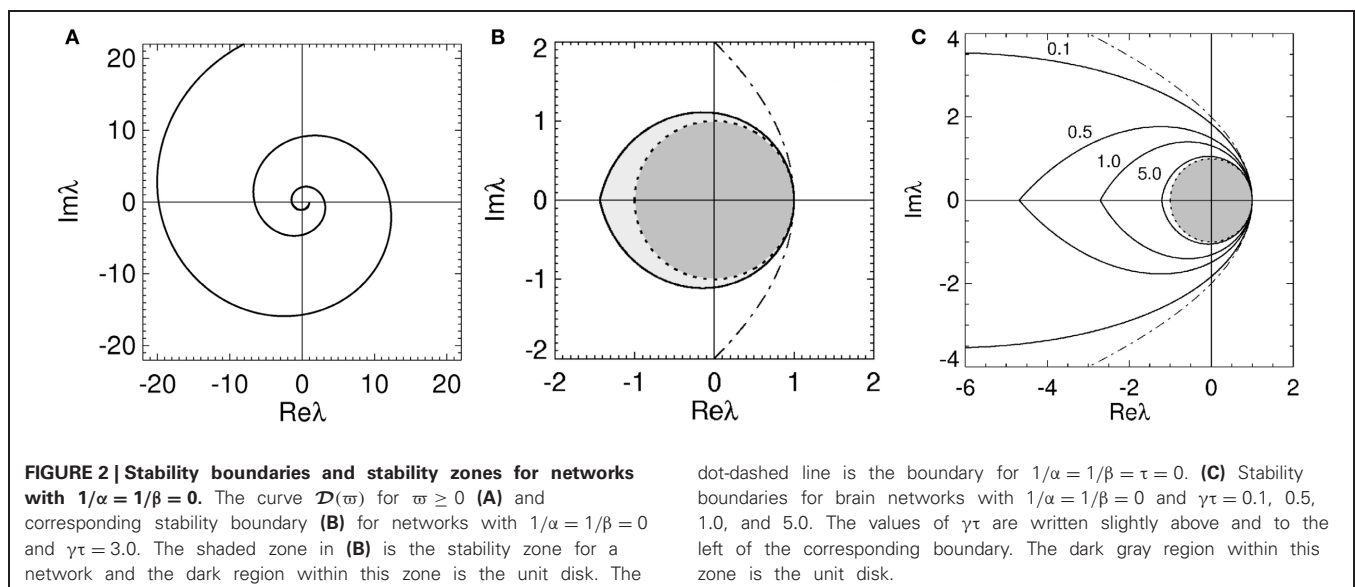 A
20
10
0
-10
-20
-20 -10 0 10 20
Reλ
Imλ
B
2
1
0
-1
-2
-2 -1 0 1 2
Reλ
Imλ
C
4
2
0
-2
-4
-6 -4 -2 0 2
Reλ
Imλ
0.1
0.5
1.0
5.0
FIGURE 2 | Stability boundaries and stability zones for networks
with 1/α = 1/β = 0. The curve 𝓓(ϖ) for ϖ ≥ 0 (A) and
corresponding stability boundary (B) for networks with 1/α = 1/β = 0
and γτ = 3.0. The shaded zone in (B) is the stability zone for a
network and the dark region within this zone is the unit disk. The
dot-dashed line is the boundary for 1/α = 1/β = τ = 0. (C) Stability
boundaries for brain networks with 1/α = 1/β = 0 and γτ = 0.1, 0.5,
1.0, and 5.0. The values of γτ are written slightly above and to the
left of the corresponding boundary. The dark gray region within this
zone is the unit disk.